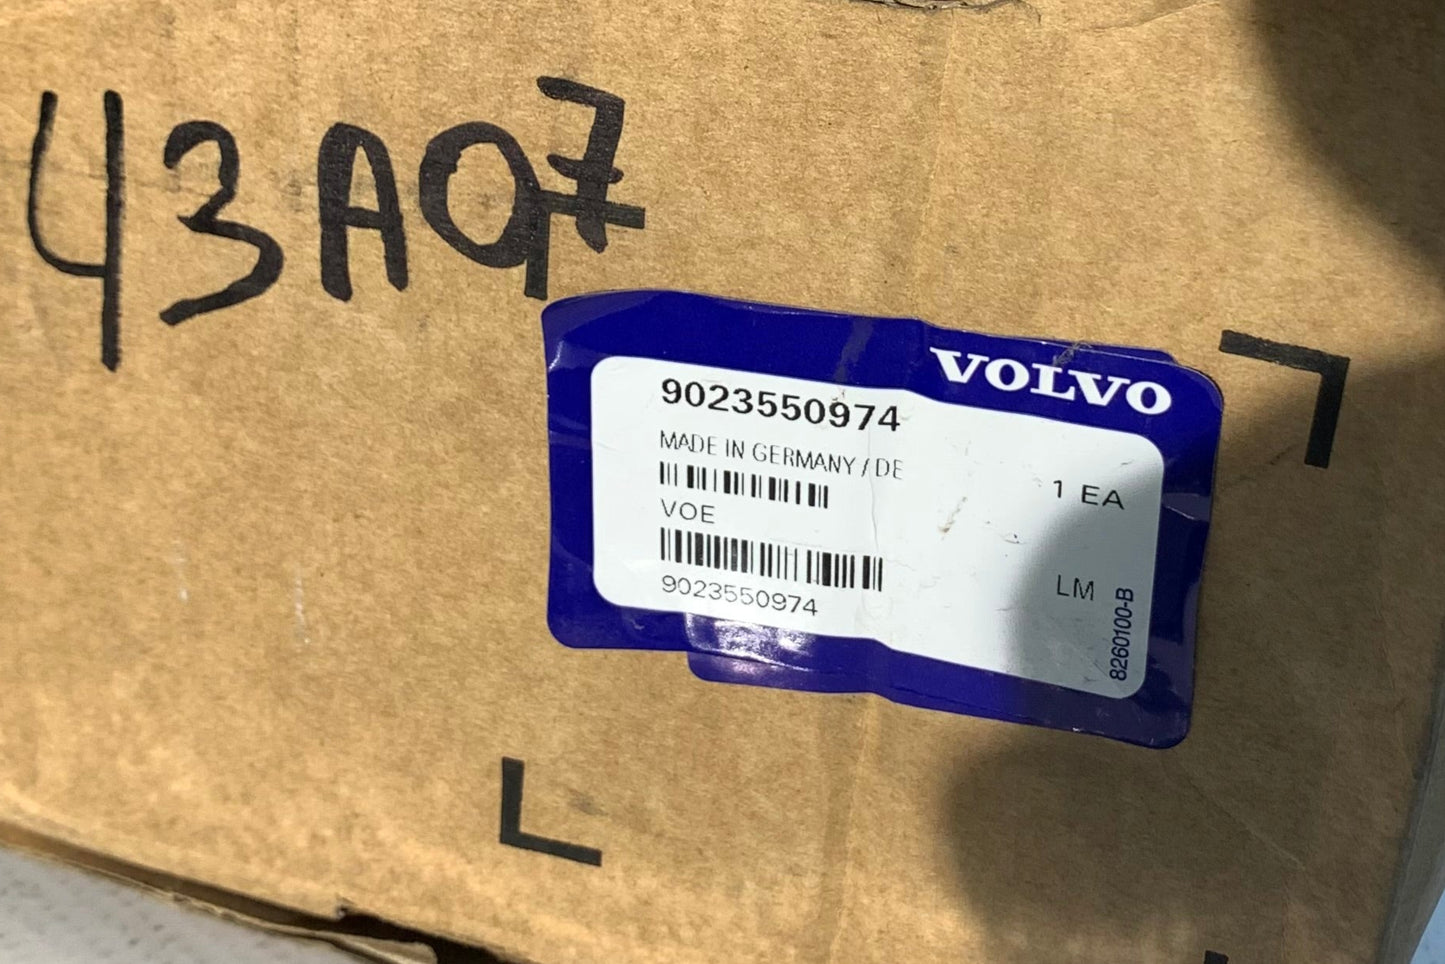 43A07
VOLVO
9023550974
MADE IN GERMANY / DE
1 EA
VOE
9023550974
LM
8260100-B